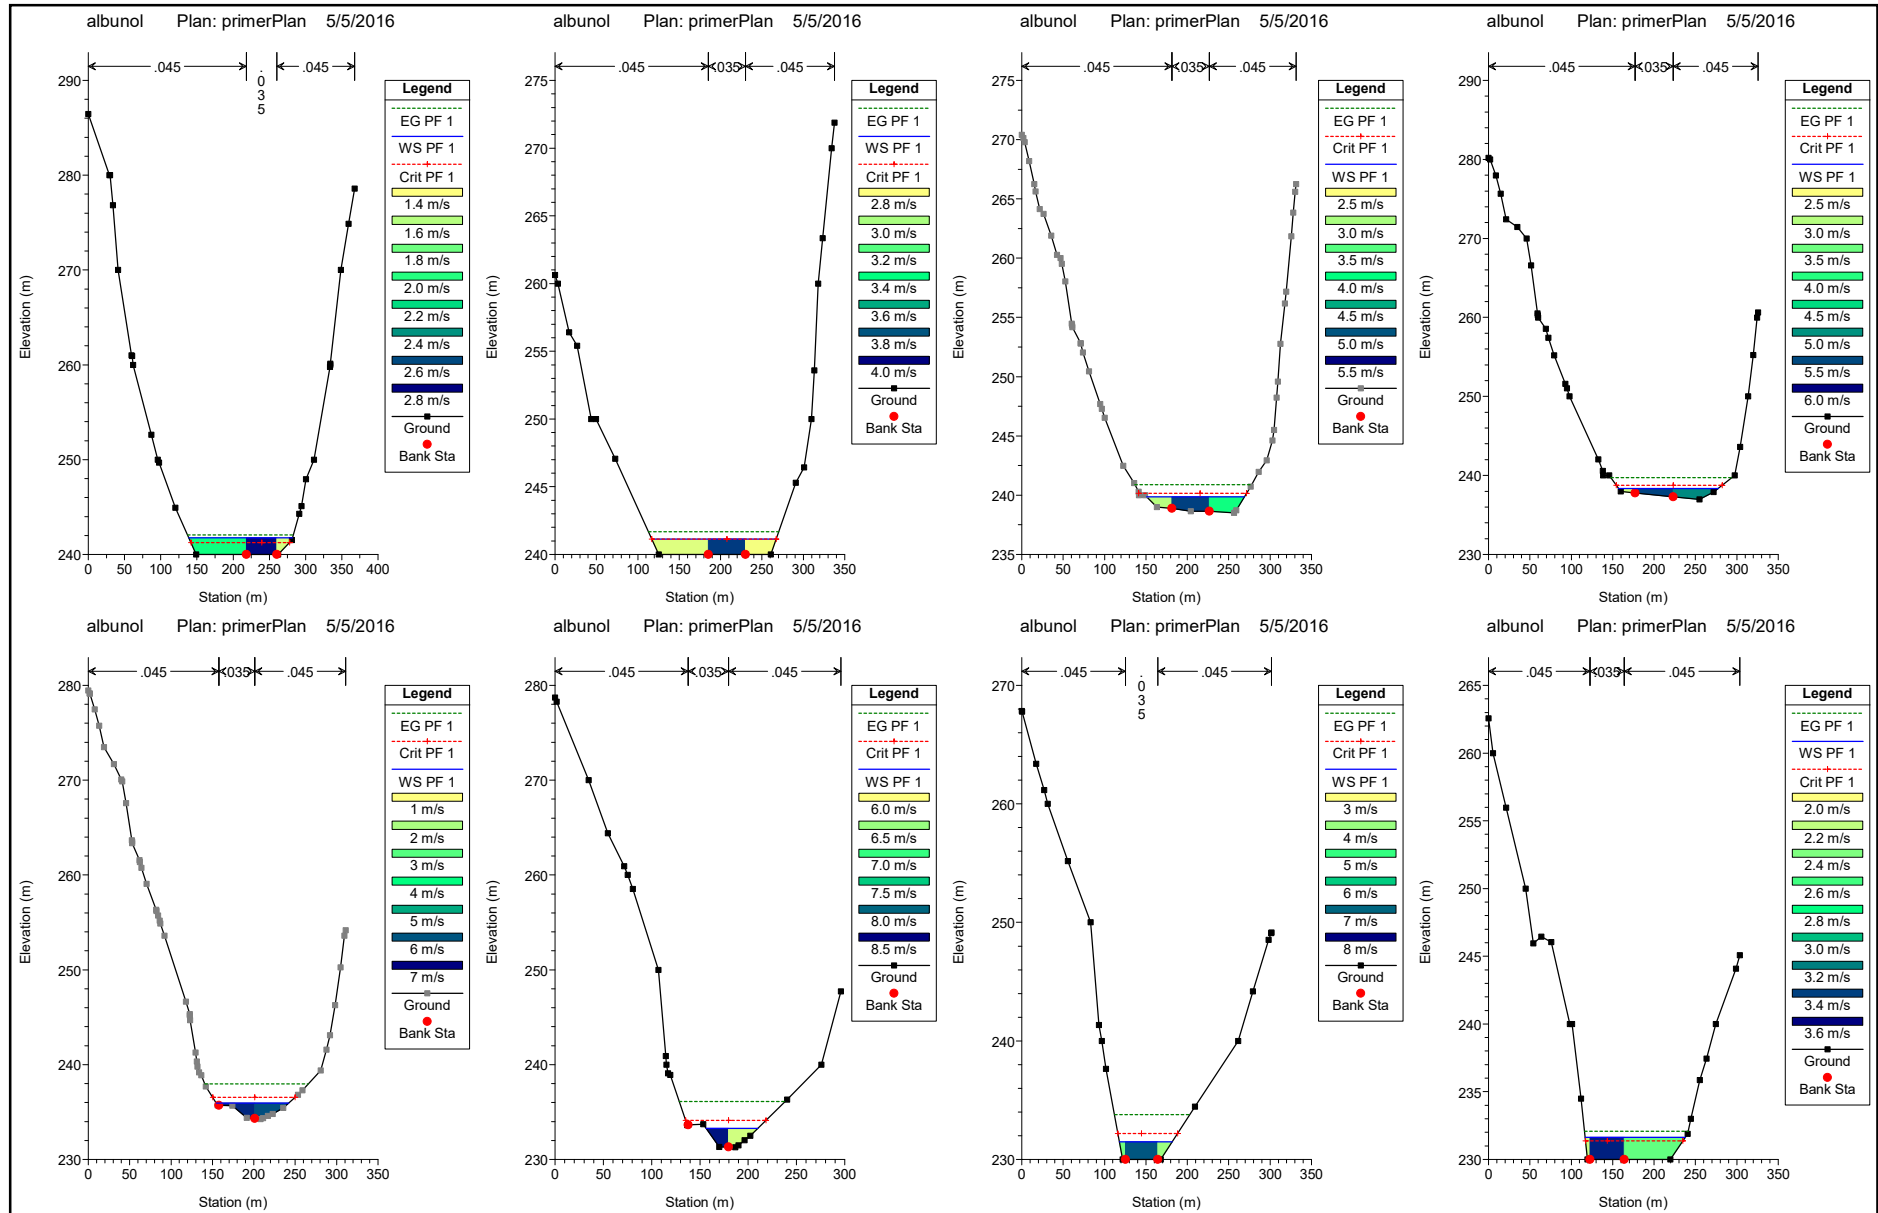 albunol Plan: primerPlan 5/5/2016
.045 .035 .045
290
280
270
260
250
240
0 50 100 150 200 250 300 350 400
Station (m)
Elevation (m)
Legend
EG PF 1
WS PF 1
Crit PF 1
1.4 m/s
1.6 m/s
1.8 m/s
2.0 m/s
2.2 m/s
2.4 m/s
2.6 m/s
2.8 m/s
Ground
Bank Sta
albunol Plan: primerPlan 5/5/2016
.045 .035 .045
275
270
265
260
255
250
245
240
0 50 100 150 200 250 300 350
Station (m)
Elevation (m)
Legend
EG PF 1
WS PF 1
Crit PF 1
2.8 m/s
3.0 m/s
3.2 m/s
3.4 m/s
3.6 m/s
3.8 m/s
4.0 m/s
Ground
Bank Sta
albunol Plan: primerPlan 5/5/2016
.045 .035 .045
275
270
265
260
255
250
245
240
235
0 50 100 150 200 250 300 350
Station (m)
Elevation (m)
Legend
EG PF 1
Crit PF 1
WS PF 1
2.5 m/s
3.0 m/s
3.5 m/s
4.0 m/s
4.5 m/s
5.0 m/s
5.5 m/s
Ground
Bank Sta
albunol Plan: primerPlan 5/5/2016
.045 .035 .045
290
280
270
260
250
240
230
0 50 100 150 200 250 300 350
Station (m)
Elevation (m)
Legend
EG PF 1
Crit PF 1
WS PF 1
2.5 m/s
3.0 m/s
3.5 m/s
4.0 m/s
4.5 m/s
5.0 m/s
5.5 m/s
6.0 m/s
Ground
Bank Sta
albunol Plan: primerPlan 5/5/2016
.045 .035 .045
280
270
260
250
240
230
0 50 100 150 200 250 300 350
Station (m)
Elevation (m)
Legend
EG PF 1
Crit PF 1
WS PF 1
1 m/s
2 m/s
3 m/s
4 m/s
5 m/s
6 m/s
7 m/s
Ground
Bank Sta
albunol Plan: primerPlan 5/5/2016
.045 .035 .045
280
270
260
250
240
230
0 50 100 150 200 250 300
Station (m)
Elevation (m)
Legend
EG PF 1
Crit PF 1
WS PF 1
6.0 m/s
6.5 m/s
7.0 m/s
7.5 m/s
8.0 m/s
8.5 m/s
Ground
Bank Sta
albunol Plan: primerPlan 5/5/2016
.045 .035 .045
270
260
250
240
230
0 50 100 150 200 250 300 350
Station (m)
Elevation (m)
Legend
EG PF 1
Crit PF 1
WS PF 1
3 m/s
4 m/s
5 m/s
6 m/s
7 m/s
8 m/s
Ground
Bank Sta
albunol Plan: primerPlan 5/5/2016
.045 .035 .045
265
260
255
250
245
240
235
230
0 50 100 150 200 250 300 350
Station (m)
Elevation (m)
Legend
EG PF 1
WS PF 1
Crit PF 1
2.0 m/s
2.2 m/s
2.4 m/s
2.6 m/s
2.8 m/s
3.0 m/s
3.2 m/s
3.4 m/s
3.6 m/s
Ground
Bank Sta